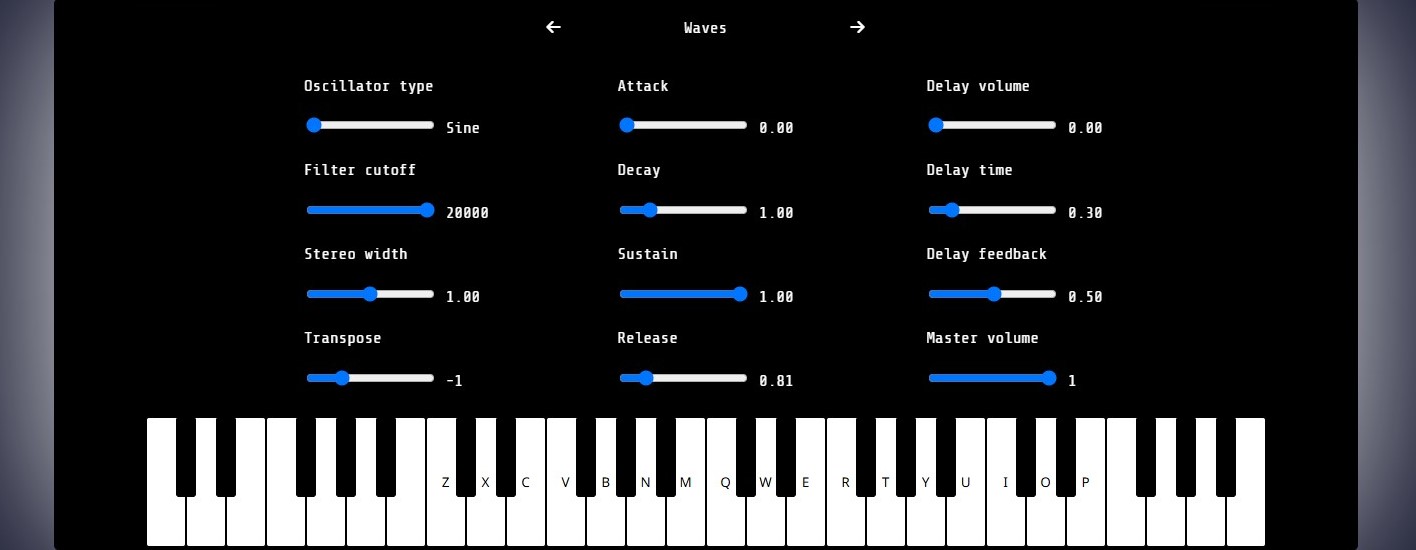 Waves
Oscillator type
Sine
Attack
0.00
Delay volume
0.00
Filter cutoff
20000
Decay
1.00
Delay time
0.30
Stereo width
1.00
Sustain
1.00
Delay feedback
0.50
Transpose
-1
Release
0.81
Master volume
1
Z X C V B N M Q W E R T Y U I O P